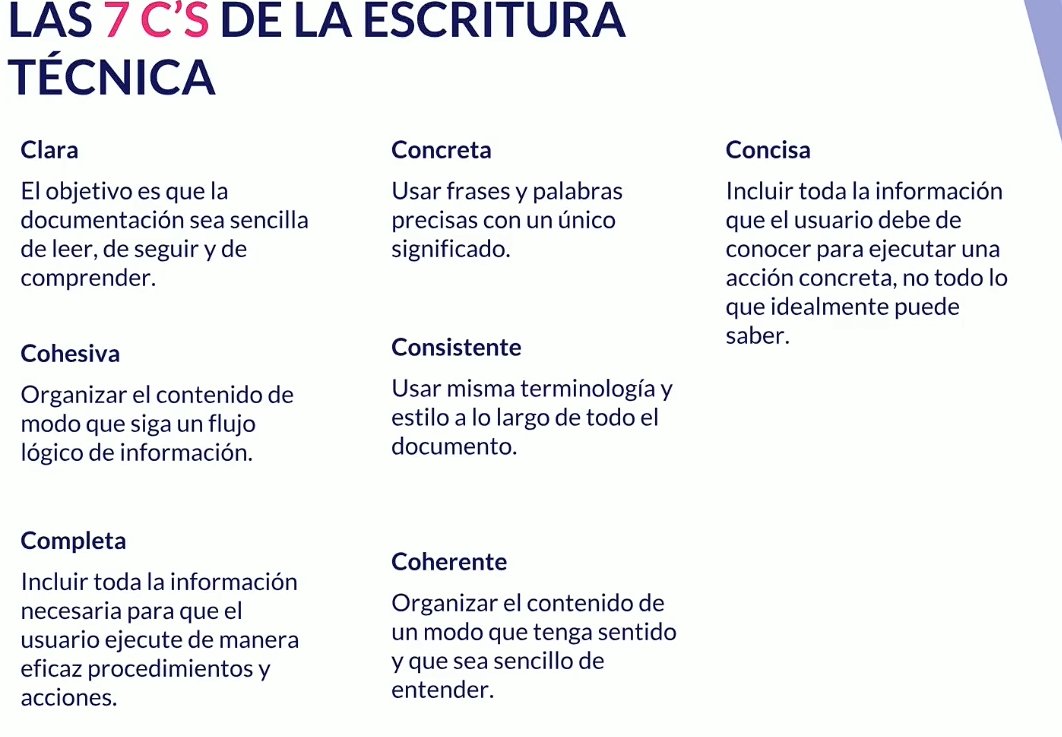 LAS 7 C'S DE LA ESCRITURA
TÉCNICA
Clara
El objetivo es que la
documentación sea sencilla
de leer, de seguir y de
comprender.
Concreta
Usar frases y palabras
precisas con un único
significado.
Concisa
Incluir toda la información
que el usuario debe de
conocer para ejecutar una
acción concreta, no todo lo
que idealmente puede
saber.
Cohesiva
Organizar el contenido de
modo que siga un flujo
lógico de información.
Consistente
Usar misma terminología y
estilo a lo largo de todo el
documento.
Completa
Incluir toda la información
necesaria para que el
usuario ejecute de manera
eficaz procedimientos y
acciones.
Coherente
Organizar el contenido de
un modo que tenga sentido
y que sea sencillo de
entender.